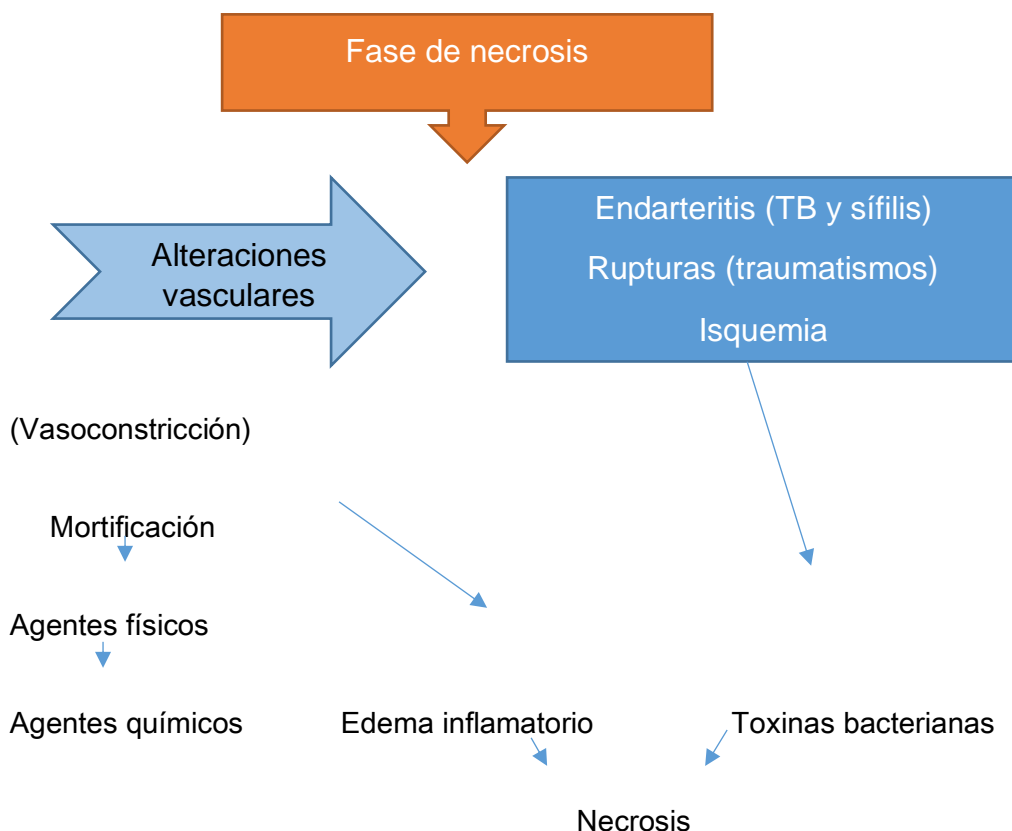 Fase de necrosis
Alteraciones
vasculares
Endarteritis (TB y sífilis)
Rupturas (traumatismos)
Isquemia
(Vasoconstricción)
Mortificación
Agentes físicos
Agentes químicos
Edema inflamatorio
Toxinas bacterianas
Necrosis